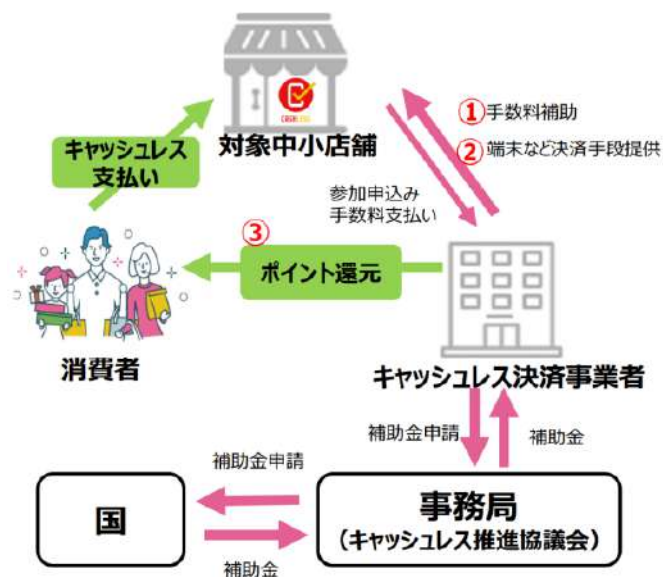 ①手数料補助
②端末など決済手段提供
対象中小店舗
キャッシュレス
支払い
参加申込み
手数料支払い
③
ポイント還元
消費者
キャッシュレス決済事業者
補助金申請
補助金
補助金申請
国
事務局
（キャッシュレス推進協議会）
補助金